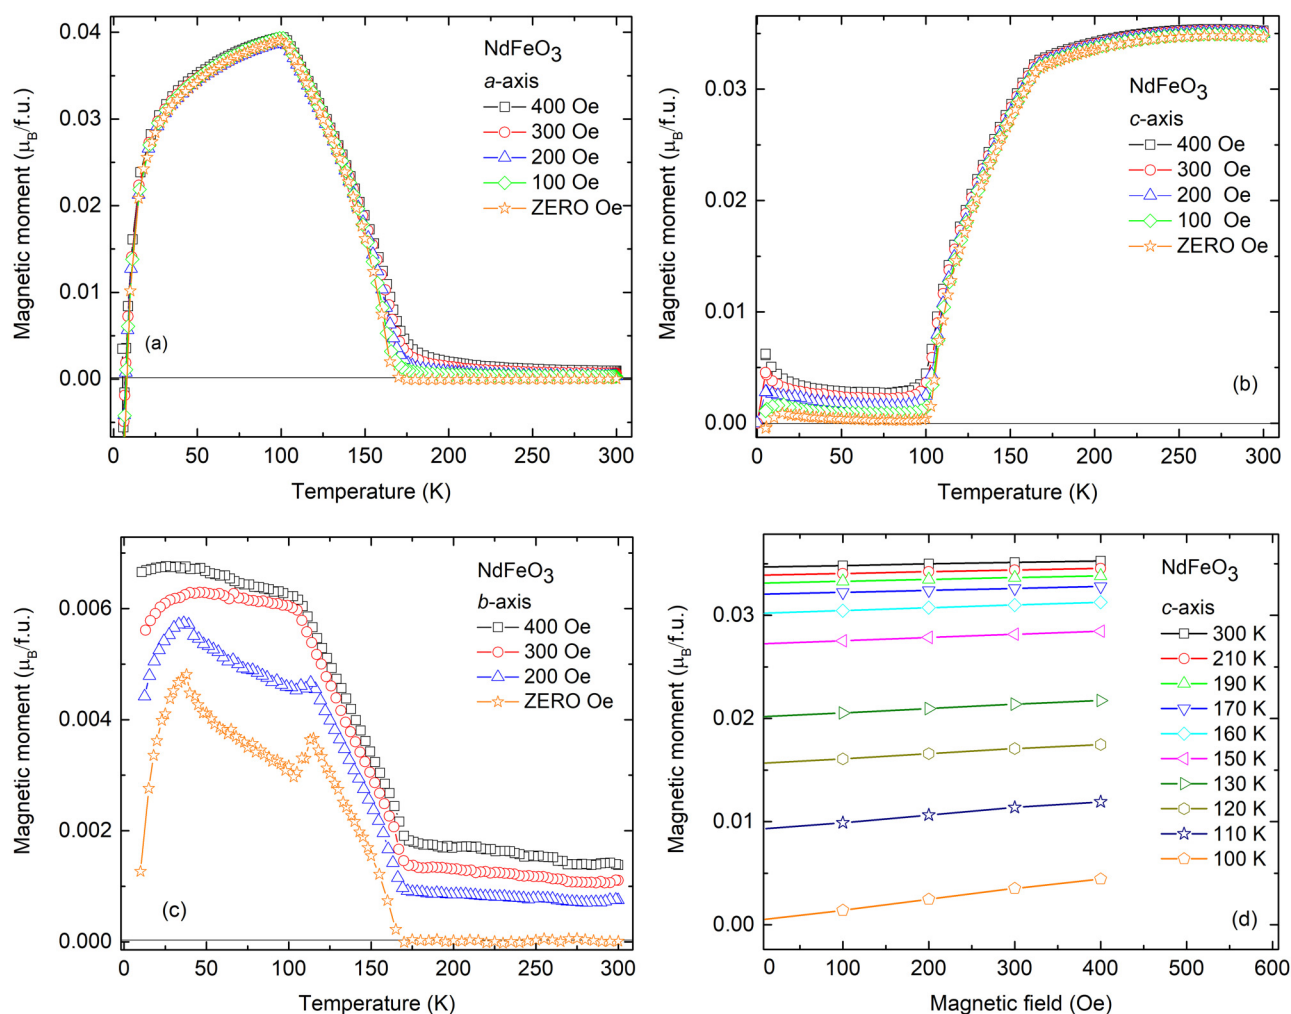 0.04
0.03
0.02
0.01
0.00
Magnetic moment (μB/f.u.)
NdFeO3
a-axis
400 Oe
300 Oe
200 Oe
100 Oe
ZERO Oe
(a)
0 50 100 150 200 250 300
Temperature (K)
0.03
0.02
0.01
0.00
Magnetic moment (μB/f.u.)
NdFeO3
c-axis
400 Oe
300 Oe
200 Oe
100 Oe
ZERO Oe
(b)
0 50 100 150 200 250 300
Temperature (K)
0.006
0.004
0.002
0.000
Magnetic moment (μB/f.u.)
NdFeO3
b-axis
400 Oe
300 Oe
200 Oe
ZERO Oe
(c)
0 50 100 150 200 250 300
Temperature (K)
0.03
0.02
0.01
0.00
Magnetic moment (μB/f.u.)
NdFeO3
c-axis
300 K
210 K
190 K
170 K
160 K
150 K
130 K
120 K
110 K
100 K
(d)
0 100 200 300 400 500 600
Magnetic field (Oe)